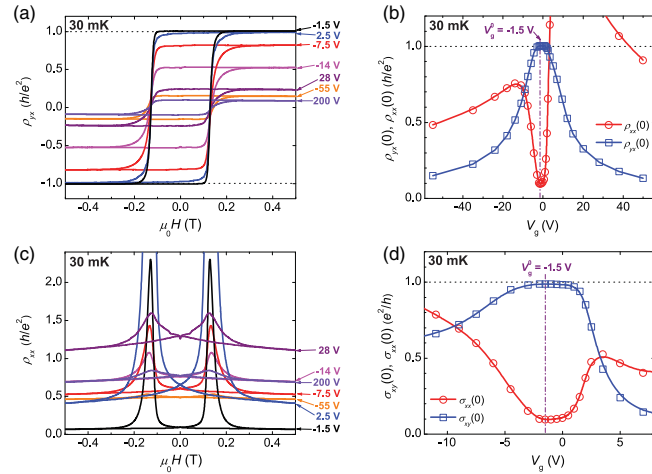 (a)
30 mK
-1.5 V
2.5 V
-7.5 V
-14 V
28 V
-55 V
200 V
1.0
0.5
0.0
-0.5
-1.0
ρyx (h/e²)
-0.4 -0.2 0.0 0.2 0.4
μ₀H (T)
(b)
30 mK
V⁰g = -1.5 V
1.0
0.5
0.0
ρyx(0), ρxx(0) (h/e²)
ρxx(0)
ρyx(0)
-40 -20 0 20 40
Vg (V)
(c)
30 mK
2.5
2.0
1.5
1.0
0.5
0.0
ρxx (h/e²)
28 V
-14 V
200 V
-7.5 V
-55 V
2.5 V
-1.5 V
-0.4 -0.2 0.0 0.2 0.4
μ₀H (T)
(d)
30 mK
V⁰g = -1.5 V
1.0
0.5
0.0
σxy(0), σxx(0) (e²/h)
σxx(0)
σxy(0)
-10 -5 0 5
Vg (V)